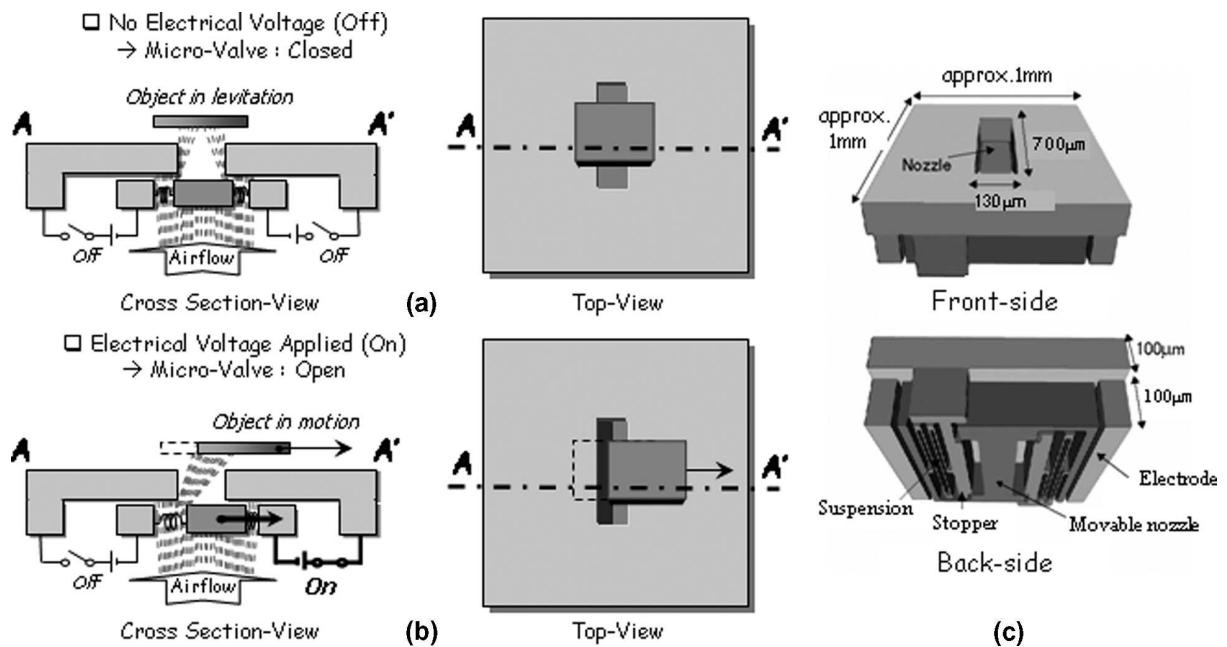 ❑ No Electrical Voltage (Off)
→ Micro-Valve : Closed
Object in levitation
A
A'
Off
Off
Airflow
Cross Section-View
(a)
A
A'
Top-View
❑ Electrical Voltage Applied (On)
→ Micro-Valve : Open
Object in motion
A
A'
Off
On
Airflow
Cross Section-View
(b)
A
A'
Top-View
approx.1mm
approx.
1mm
Nozzle
700μm
130μm
Front-side
100μm
100μm
Electrode
Suspension
Stopper
Movable nozzle
Back-side
(c)